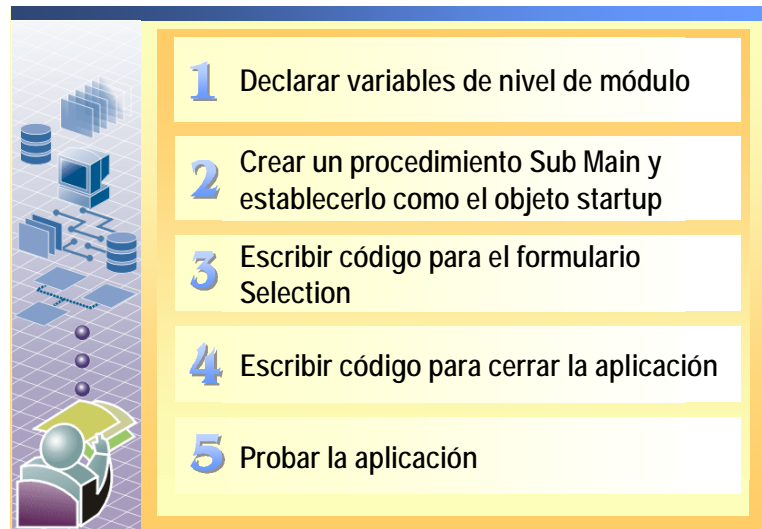 1 Declarar variables de nivel de módulo
2 Crear un procedimiento Sub Main y
establecerlo como el objeto startup
3 Escribir código para el formulario
Selection
4 Escribir código para cerrar la aplicación
5 Probar la aplicación